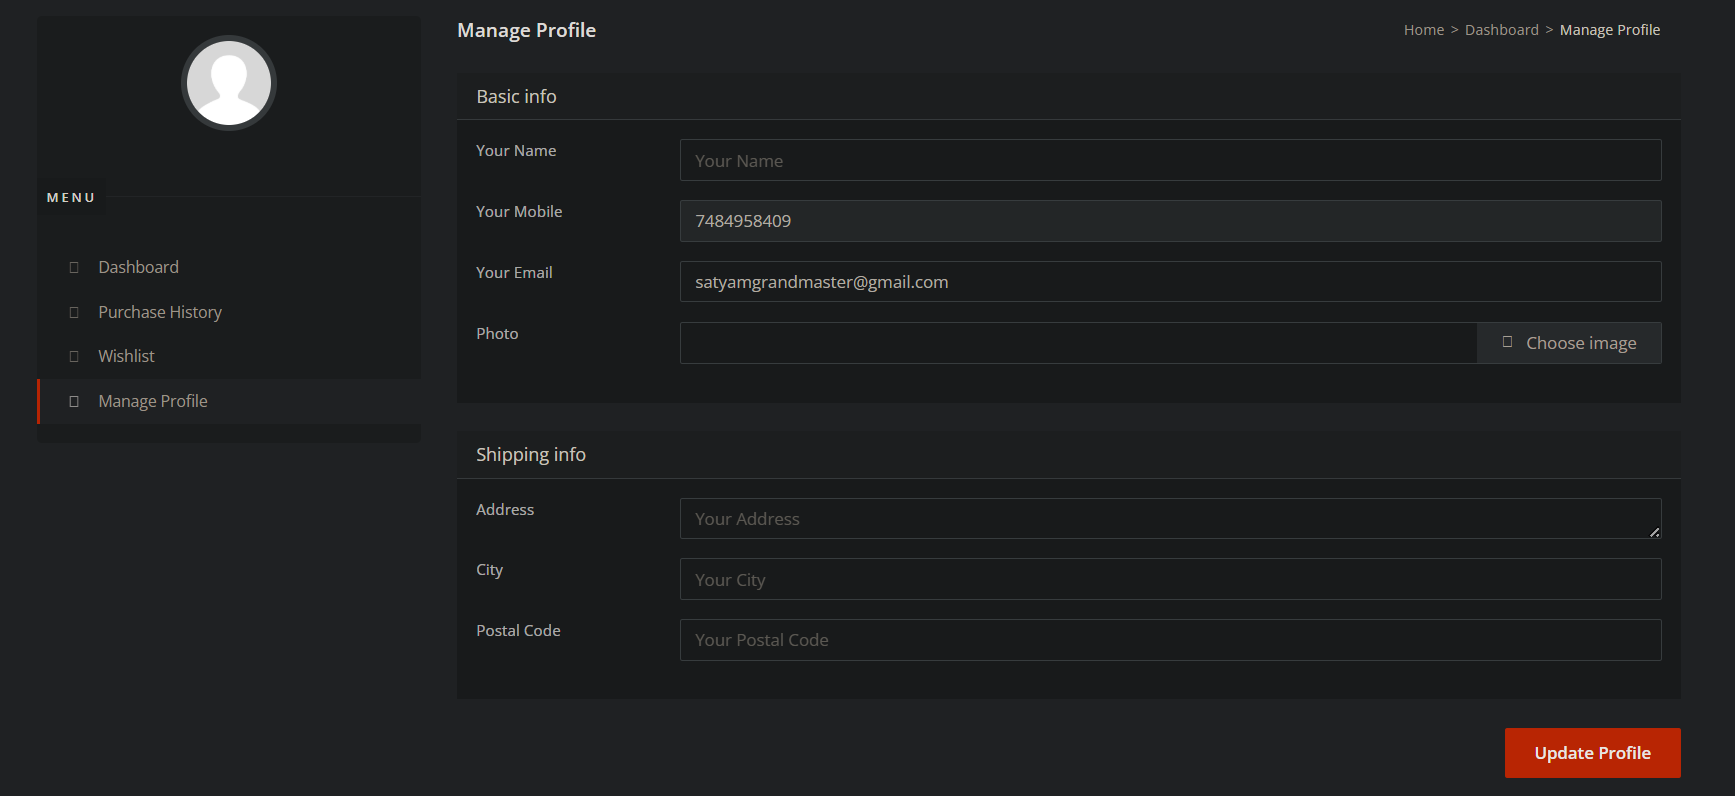 MENU
Dashboard
Purchase History
Wishlist
Manage Profile
Manage Profile
Home > Dashboard > Manage Profile
Basic info
Your Name
Your Name
Your Mobile
7484958409
Your Email
satyamgrandmaster@gmail.com
Photo
Choose image
Shipping info
Address
Your Address
City
Your City
Postal Code
Your Postal Code
Update Profile